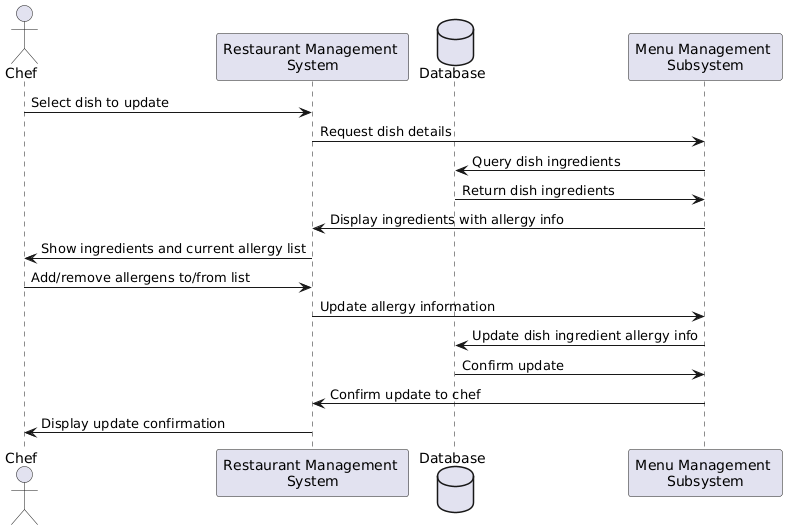 Chef
Restaurant Management
System
Database
Menu Management
Subsystem
Select dish to update
Request dish details
Query dish ingredients
Return dish ingredients
Display ingredients with allergy info
Show ingredients and current allergy list
Add/remove allergens to/from list
Update allergy information
Update dish ingredient allergy info
Confirm update
Confirm update to chef
Display update confirmation
Chef
Restaurant Management
System
Database
Menu Management
Subsystem